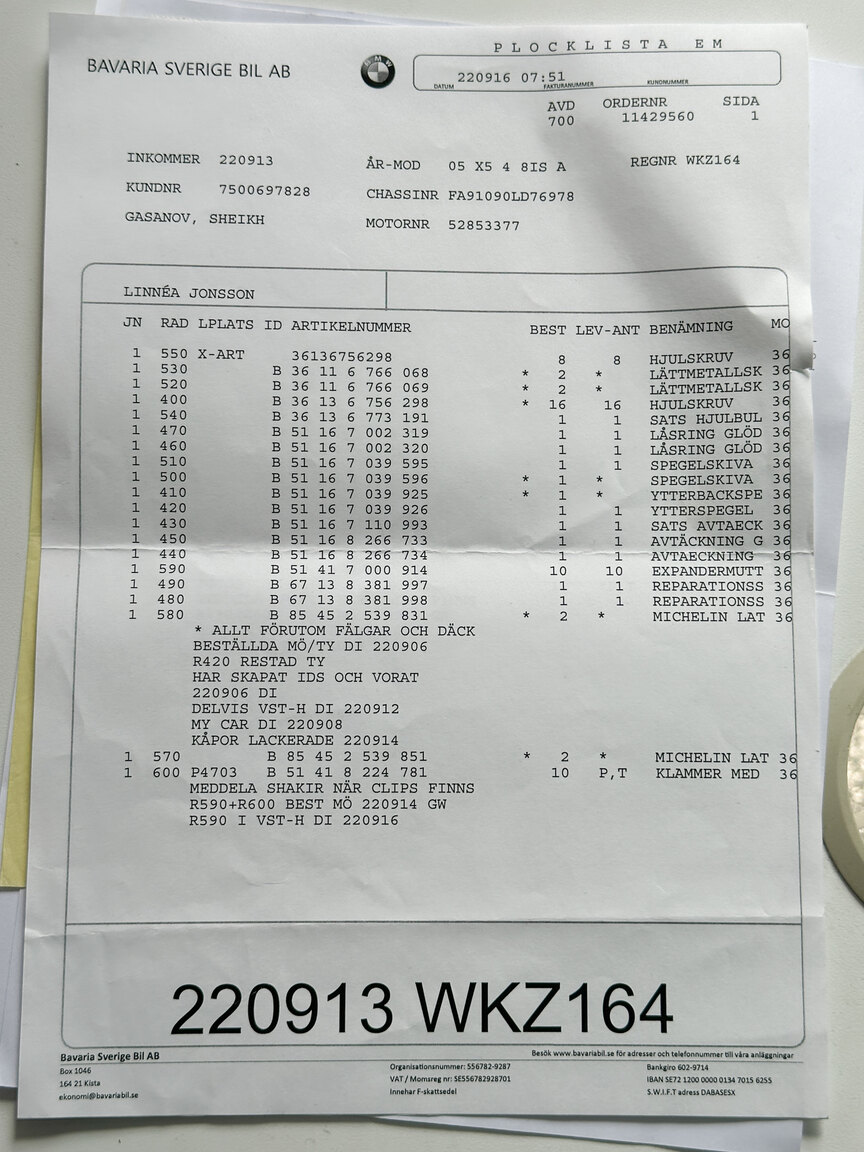 PLOCKLISTA EM
BAVARIA SVERIGE BIL AB
BMW
220916 07:51
DATUM FAKTURANUMMER KUNDNUMMER
AVD ORDERNR SIDA
700 11429560 1
INKOMMER 220913 ÅR-MOD 05 X5 4 8IS A REGNR WKZ164
KUNDNR 7500697828 CHASSINR FA91090LD76978
GASANOV, SHEIKH MOTORNR 52853377
LINNÉA JONSSON
JN RAD LPLATS ID ARTIKELNUMMER BEST LEV-ANT BENÄMNING MO
1 550 X-ART 36136756298 8 8 HJULSKRUV 36
1 530 B 36 11 6 766 068 * 2 * LÄTTMETALLSK 36
1 520 B 36 11 6 766 069 * 2 * LÄTTMETALLSK 36
1 400 B 36 13 6 756 298 * 16 16 HJULSKRUV 36
1 540 B 36 13 6 773 191 1 1 SATS HJULBUL 36
1 470 B 51 16 7 002 319 1 1 LÅSRING GLÖD 36
1 460 B 51 16 7 002 320 1 1 LÅSRING GLÖD 36
1 510 B 51 16 7 039 595 1 1 SPEGELSKIVA 36
1 500 B 51 16 7 039 596 * 1 * SPEGELSKIVA 36
1 410 B 51 16 7 039 925 * 1 * YTTERBACKSPE 36
1 420 B 51 16 7 039 926 1 1 YTTERSPEGEL 36
1 430 B 51 16 7 110 993 1 1 SATS AVTAECK 36
1 450 B 51 16 8 266 733 1 1 AVTÄCKNING G 36
1 440 B 51 16 8 266 734 1 1 AVTAECKNING 36
1 590 B 51 41 7 000 914 10 10 EXPANDERMUTT 36
1 490 B 67 13 8 381 997 1 1 REPARATIONSS 36
1 480 B 67 13 8 381 998 1 1 REPARATIONSS 36
1 580 B 85 45 2 539 831 * 2 * MICHELIN LAT 36
* ALLT FÖRUTOM FÄLGAR OCH DÄCK
BESTÄLLDA MÖ/TY DI 220906
R420 RESTAD TY
HAR SKAPAT IDS OCH VORAT
220906 DI
DELVIS VST-H DI 220912
MY CAR DI 220908
KÅPOR LACKERADE 220914
1 570 B 85 45 2 539 851 * 2 * MICHELIN LAT 36
1 600 P4703 B 51 41 8 224 781 10 P,T KLAMMER MED 36
MEDDELA SHAKIR NÄR CLIPS FINNS
R590+R600 BEST MÖ 220914 GW
R590 I VST-H DI 220916
220913 WKZ164
Bavaria Sverige Bil AB Besök www.bavariabil.se för adresser och telefonnummer till våra anläggningar
Box 1046 Organisationsnummer: 556782-9287 Bankgiro 602-9714
164 21 Kista VAT / Momsreg nr: SE556782928701 IBAN SE72 1200 0000 0134 7015 6255
ekonomi@bavariabil.se Innehar F-skattsedel S.W.I.F.T adress DABASESX